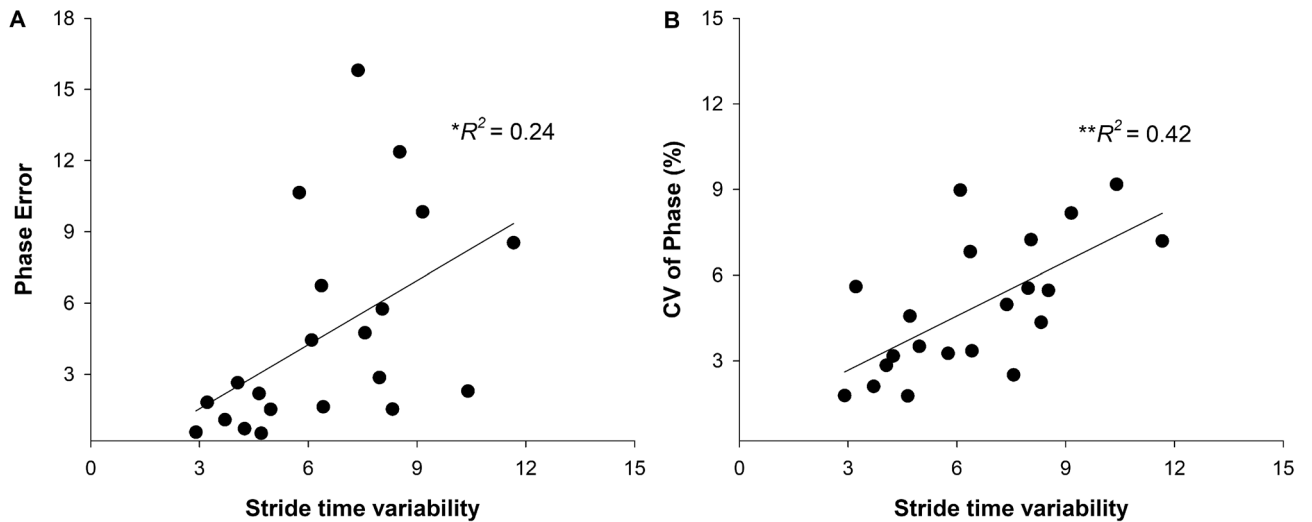 A
18
15
12
9
6
3
Phase Error
*R² = 0.24
0 3 6 9 12 15
Stride time variability
B
15
12
9
6
3
CV of Phase (%)
**R² = 0.42
0 3 6 9 12 15
Stride time variability